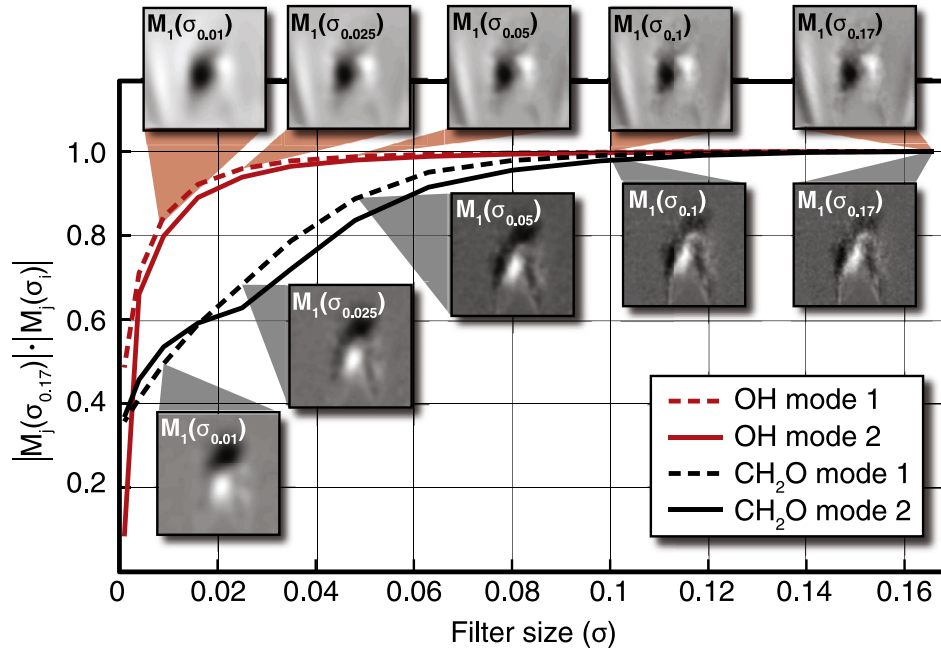 M₁(σ₀.₀₁)
M₁(σ₀.₀₂₅)
M₁(σ₀.₀₅)
M₁(σ₀.₁)
M₁(σ₀.₁₇)
1.0
0.8
0.6
0.4
0.2
|Mⱼ(σ₀.₁₇)|·|Mⱼ(σᵢ)|
M₁(σ₀.₀₅)
M₁(σ₀.₁)
M₁(σ₀.₁₇)
M₁(σ₀.₀₂₅)
M₁(σ₀.₀₁)
OH mode 1
OH mode 2
CH₂O mode 1
CH₂O mode 2
0
0.02
0.04
0.06
0.08
0.1
0.12
0.14
0.16
Filter size (σ)